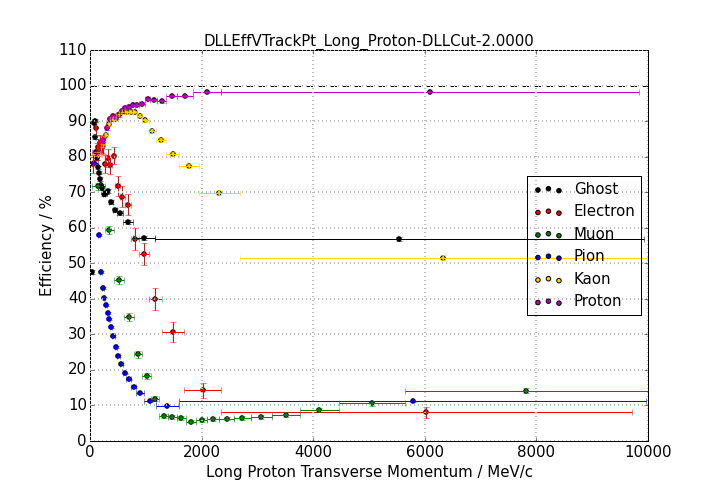 DLLEffVTrackPt_Long_Proton-DLLCut-2.0000
110
100
90
80
70
60
50
40
30
20
10
0
Efficiency / %
Ghost
Electron
Muon
Pion
Kaon
Proton
0 2000 4000 6000 8000 10000
Long Proton Transverse Momentum / MeV/c